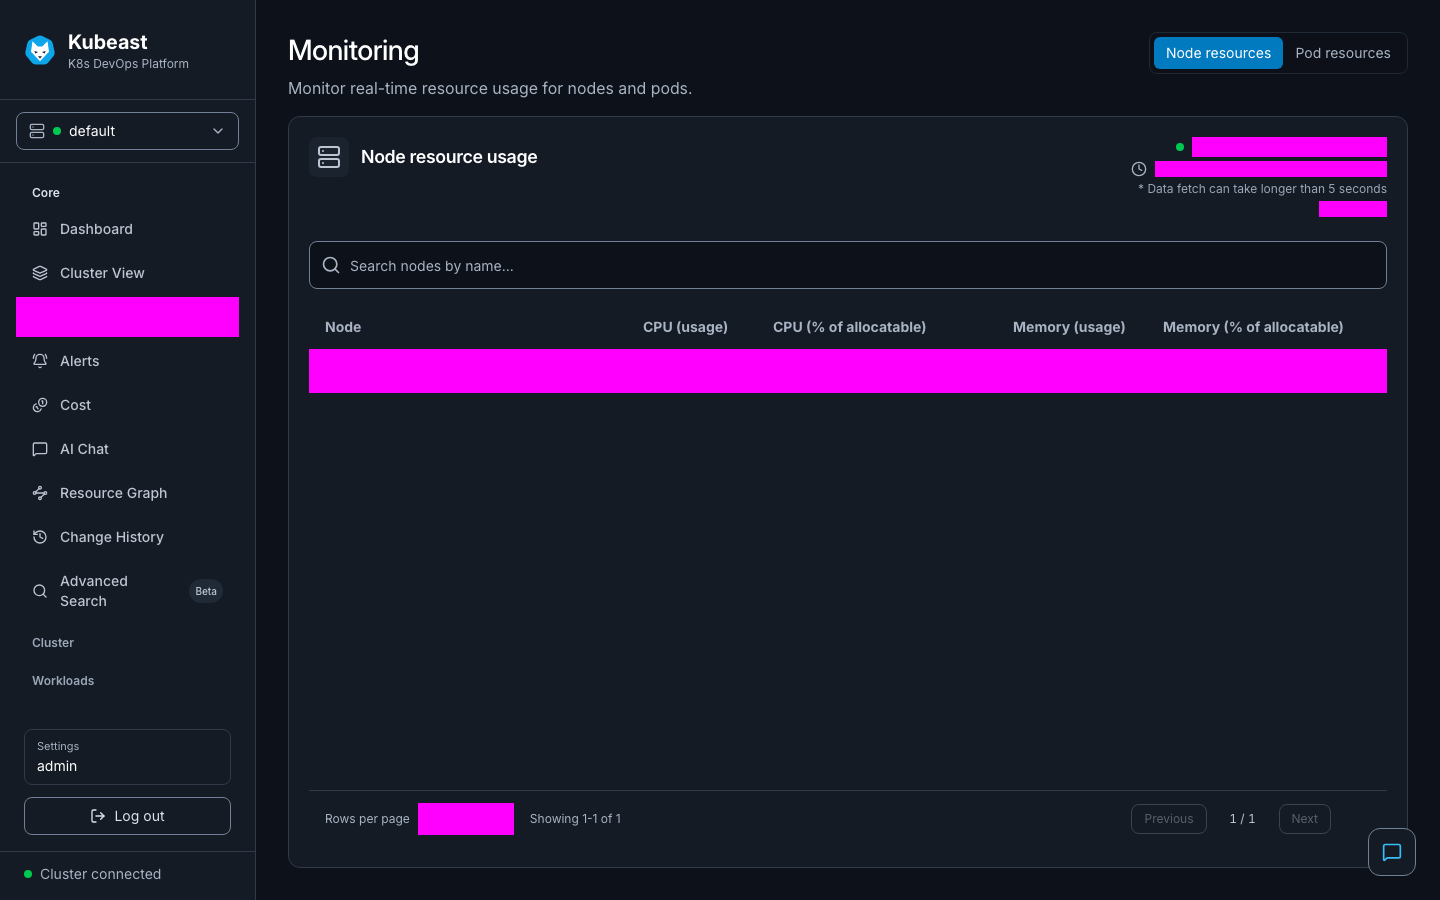 Kubeast
K8s DevOps Platform
default
Core
Dashboard
Cluster View
Alerts
Cost
AI Chat
Resource Graph
Change History
Advanced Search
Beta
Cluster
Workloads
Settings
admin
Log out
Cluster connected
Monitoring
Monitor real-time resource usage for nodes and pods.
Node resources
Pod resources
Node resource usage
* Data fetch can take longer than 5 seconds
Search nodes by name...
Node CPU (usage) CPU (% of allocatable) Memory (usage) Memory (% of allocatable)
Rows per page
Showing 1-1 of 1
Previous
1 / 1
Next